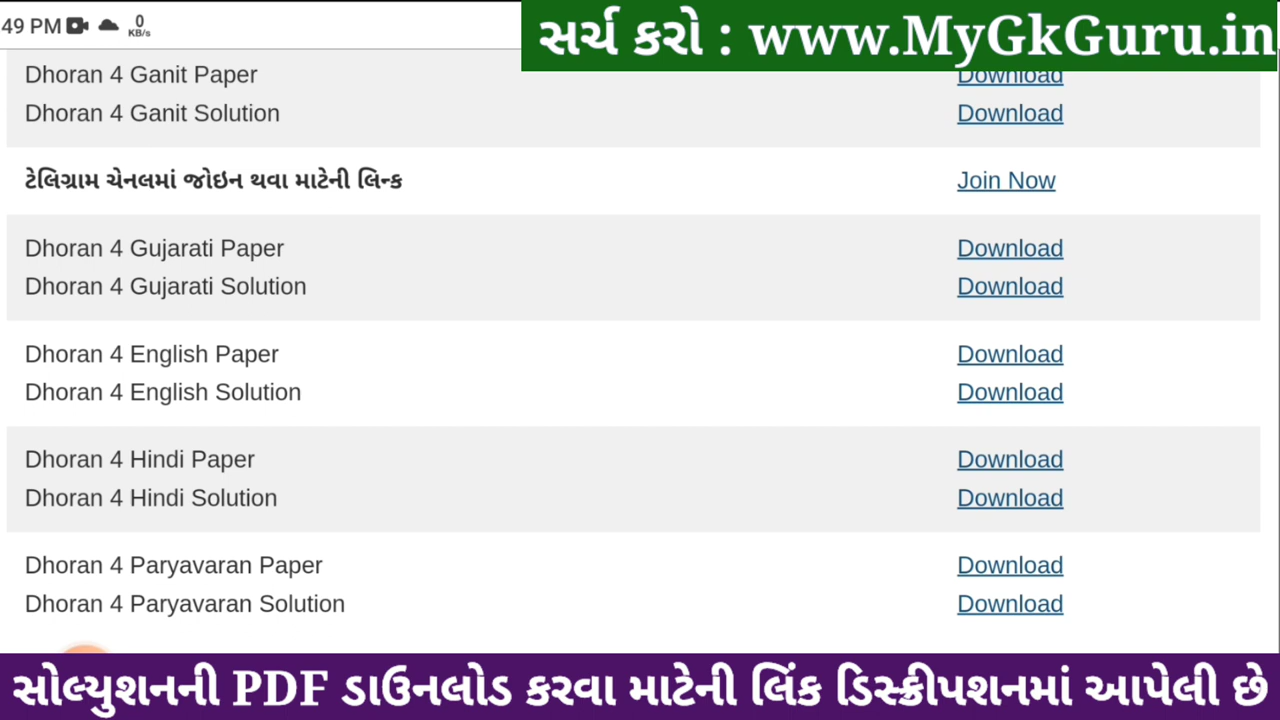 49 PM 0 KB/s
સર્ચ કરો : www.MyGkGuru.in
Dhoran 4 Ganit Paper Download
Dhoran 4 Ganit Solution Download
ટેલિગ્રામ ચેનલમાં જોઇન થવા માટેની લિન્ક Join Now
Dhoran 4 Gujarati Paper Download
Dhoran 4 Gujarati Solution Download
Dhoran 4 English Paper Download
Dhoran 4 English Solution Download
Dhoran 4 Hindi Paper Download
Dhoran 4 Hindi Solution Download
Dhoran 4 Paryavaran Paper Download
Dhoran 4 Paryavaran Solution Download
સોલ્યુશનની PDF ડાઉનલોડ કરવા માટેની લિંક ડિસ્ક્રીપશનમાં આપેલી છે